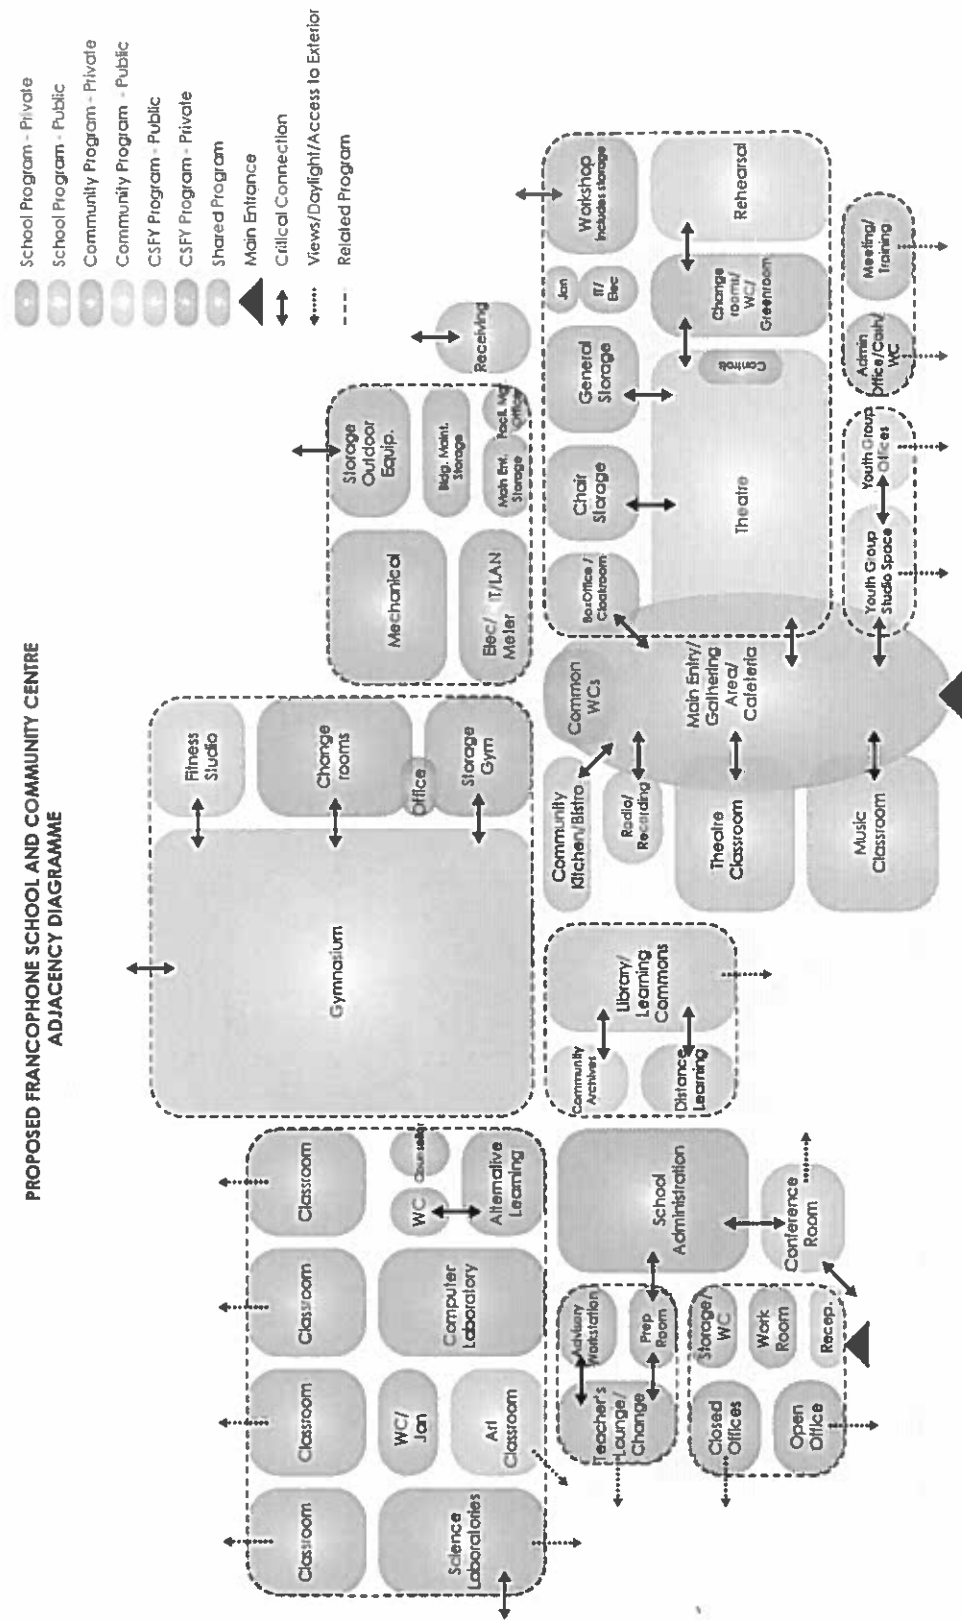 PROPOSED FRANCOPHONE SCHOOL AND COMMUNITY CENTRE
ADJACENCY DIAGRAMME
School Program - Private
School Program - Public
Community Program - Private
Community Program - Public
CSFY Program - Public
CSFY Program - Private
Shared Program
Main Entrance
Critical Connection
Views/Daylight/Access to Exterior
Related Program
Classroom
Classroom
Classroom
Classroom
Science
Laboratories
WC/
Jan
Art
Classroom
Computer
Laboratory
WC
Counsellor
Alternative
Learning
Gymnasium
Fitness
Studio
Change
rooms
Office
Storage
Gym
Mechanical
Elec/ IT/LAN
Meter
Storage
Outdoor
Equip.
Bldg. Maint.
Storage
Main Ent.
Storage
Facil. Ma
Office
Receiving
Teacher's
Lounge/
Change
Advisory
Workstation
Prep
Room
School
Administration
Closed
Offices
Open
Office
Storage/
WC
Work
Room
Recep.
Conference
Room
Community
Archives
Distance
Learning
Library/
Learning
Commons
Community
Kitchen/Bistro
Radio/
Recording
Theatre
Classroom
Music
Classroom
Common
WCs
Main Entry/
Gathering
Area/
Cafeteria
Box Office /
Cloakroom
Chair
Storage
General
Storage
Jan
IT/
Elec
Workshop
Includes storage
Theatre
Controls
Change
rooms/
WC/
Greenroom
Rehearsal
Youth Group
Studio Space
Youth Group
Offices
Admin
Office/Cash/
WC
Meeting/
Training